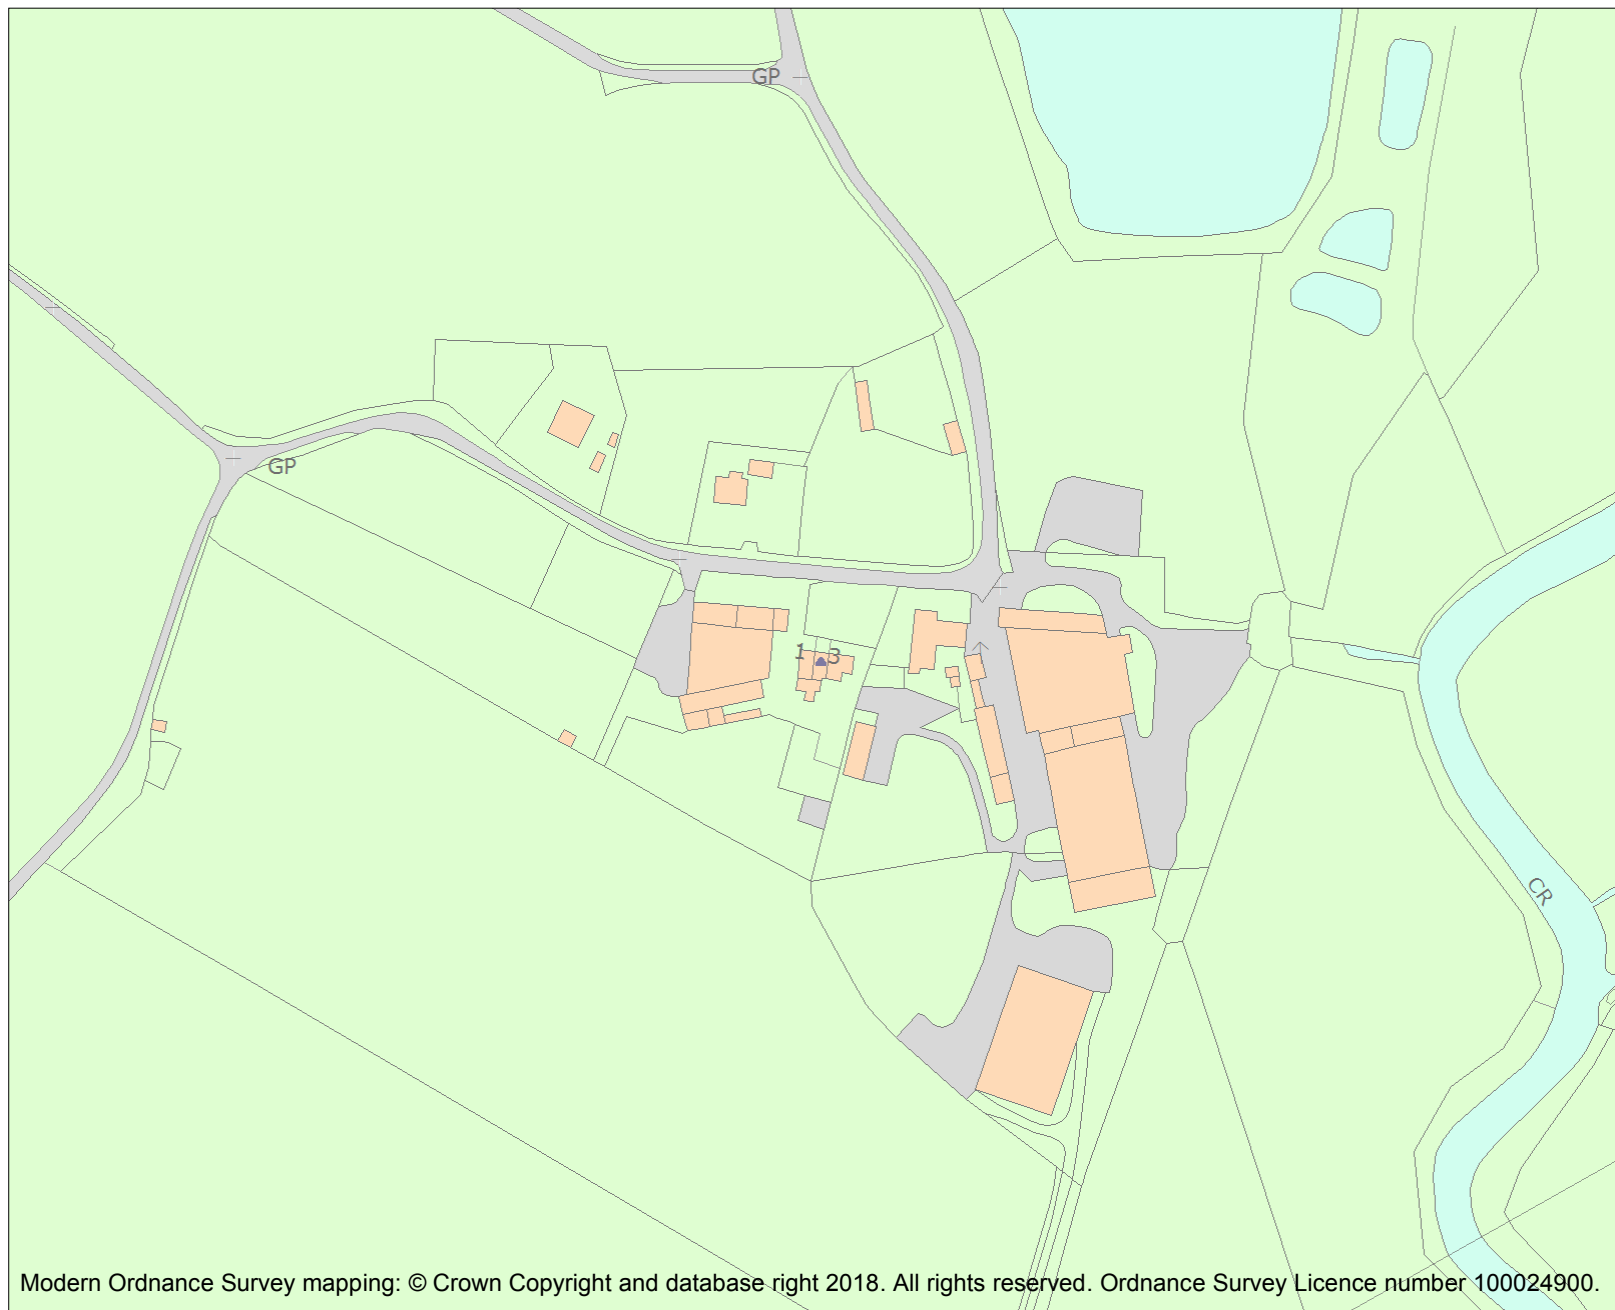 GP
GP
1 3
CR
Modern Ordnance Survey mapping: © Crown Copyright and database right 2018. All rights reserved. Ordnance Survey Licence number 100024900.